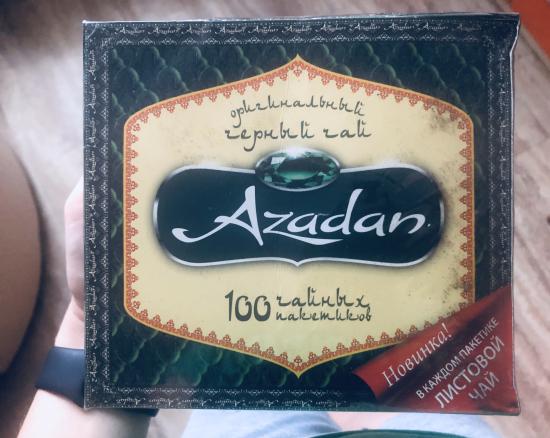 оригинальный
черный чай
Azadan
100 чайных
пакетиков
Новинка!
В КАЖДОМ ПАКЕТИКЕ
ЛИСТОВОЙ
ЧАЙ